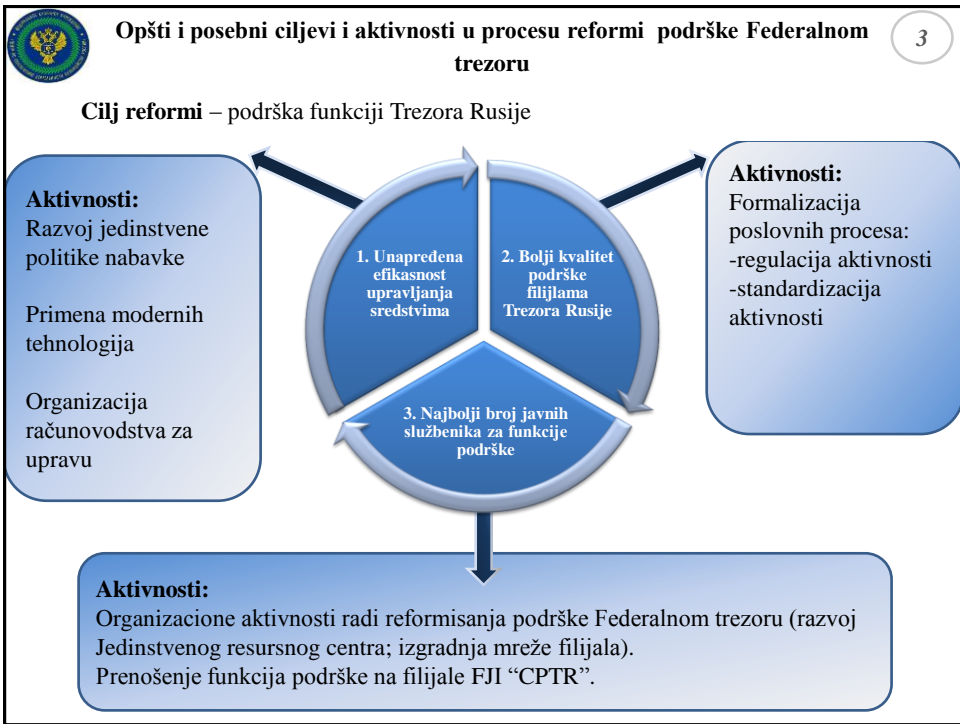 Opšti i posebni ciljevi i aktivnosti u procesu reformi podrške Federalnom
trezoru
3
Cilj reformi – podrška funkciji Trezora Rusije
Aktivnosti:
Razvoj jedinstvene
politike nabavke
Primena modernih
tehnologija
Organizacija
računovodstva za
upravu
1. Unapređena
efikasnost
upravljanja
sredstvima
2. Bolji kvalitet
podrške
filijlama
Trezora Rusije
3. Najbolji broj javnih
službenika za funkcije
podrške
Aktivnosti:
Formalizacija
poslovnih procesa:
-regulacija aktivnosti
-standardizacija
aktivnosti
Aktivnosti:
Organizacione aktivnosti radi reformisanja podrške Federalnom trezoru (razvoj
Jedinstvenog resursnog centra; izgradnja mreže filijala).
Prenošenje funkcija podrške na filijale FJI “CPTR”.